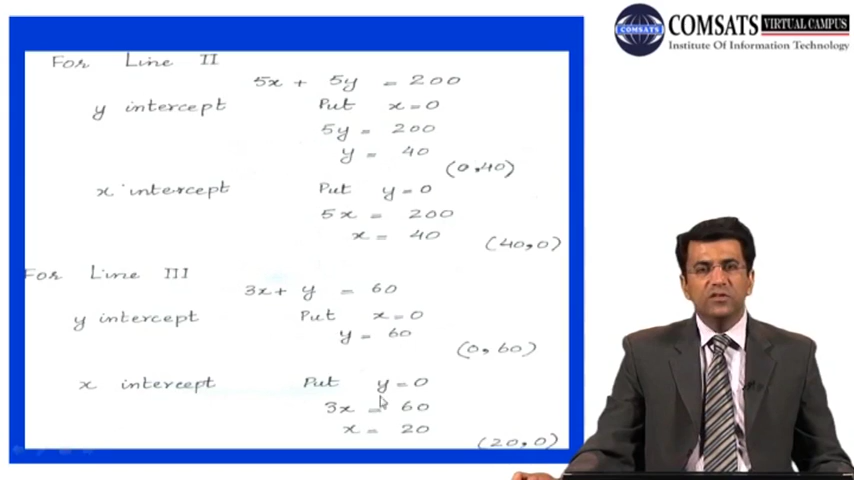 COMSATS VIRTUAL CAMPUS
Institute Of Information Technology
For Line II
5x + 5y = 200
y intercept Put x = 0
5y = 200
y = 40
(0,40)
x intercept Put y = 0
5x = 200
x = 40
(40,0)
For Line III
3x + y = 60
y intercept Put x = 0
y = 60
(0,60)
x intercept Put y = 0
3x = 60
x = 20
(20,0)